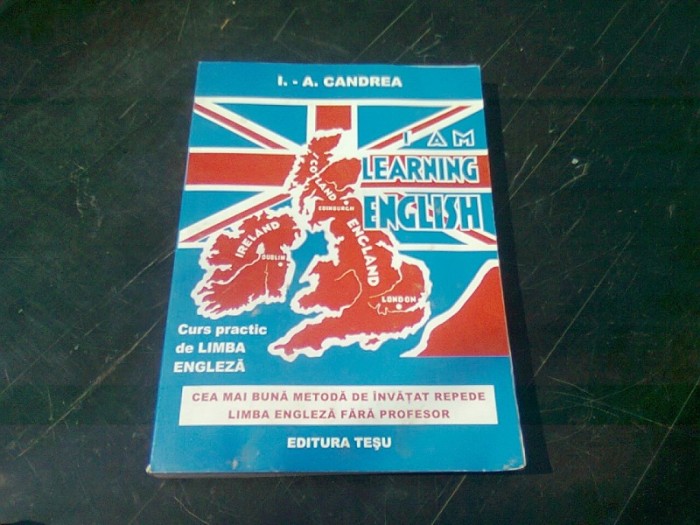 I. - A. CANDREA
I AM
LEARNING
ENGLISH
SCOTLAND
EDINBURGH
IRELAND
DUBLIN
ENGLAND
LONDON
Curs practic
de LIMBA
ENGLEZĂ
CEA MAI BUNĂ METODĂ DE ÎNVĂȚAT REPEDE
LIMBA ENGLEZĂ FĂRĂ PROFESOR
EDITURA TEȘU